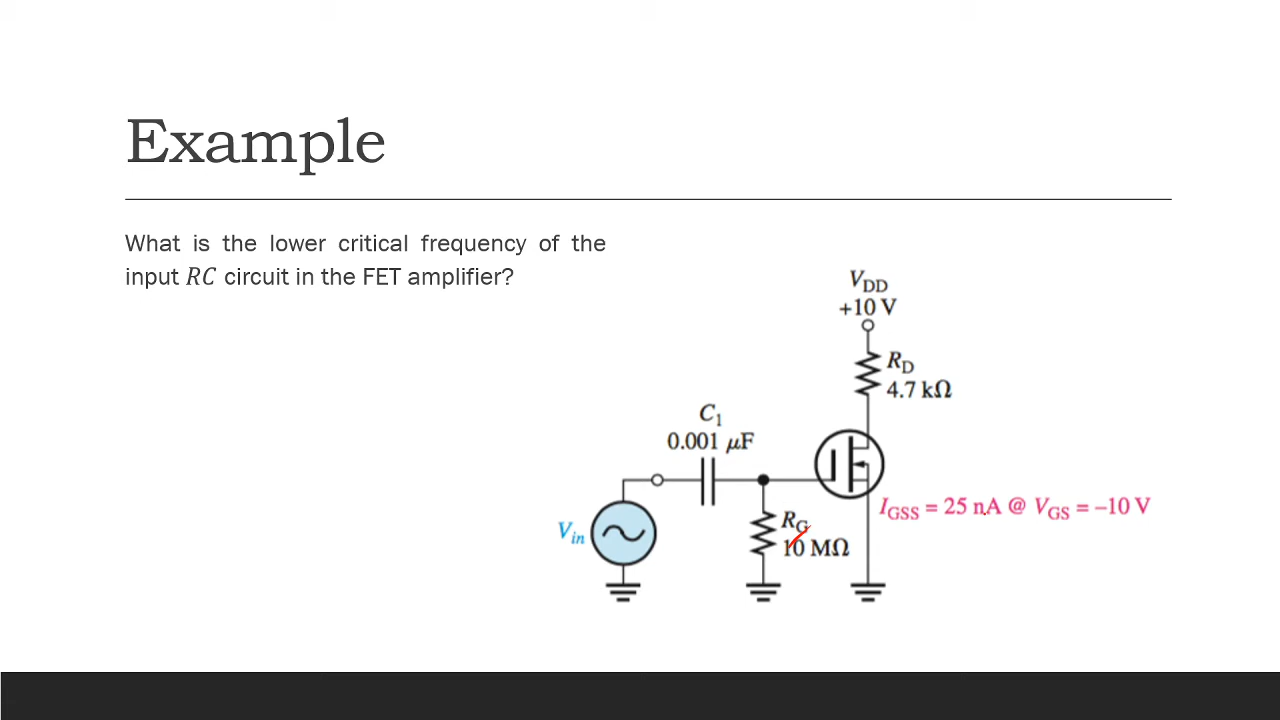 Example
What is the lower critical frequency of the
input RC circuit in the FET amplifier?
VDD
+10 V
RD
4.7 kΩ
C1
0.001 μF
IGSS = 25 nA @ VGS = –10 V
Vin
RG
10 MΩ